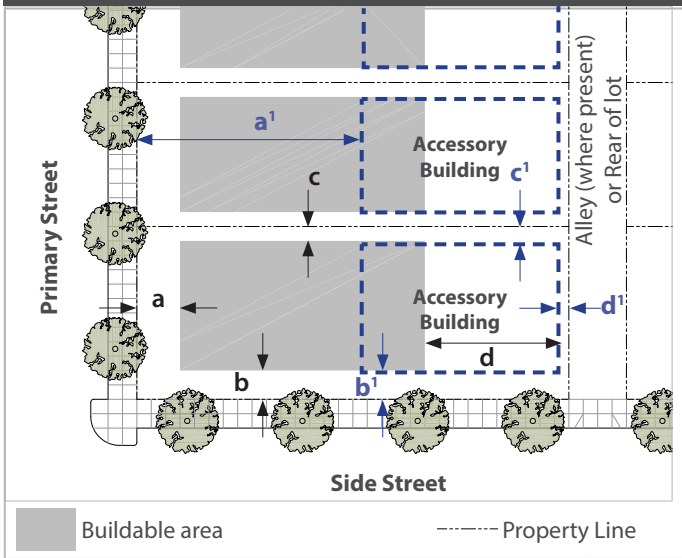 Primary Street
a¹
Accessory
Building
c¹
c
Alley (where present)
or Rear of lot
a
Accessory
Building
d¹
d
b
b¹
Side Street
Buildable area
Property Line